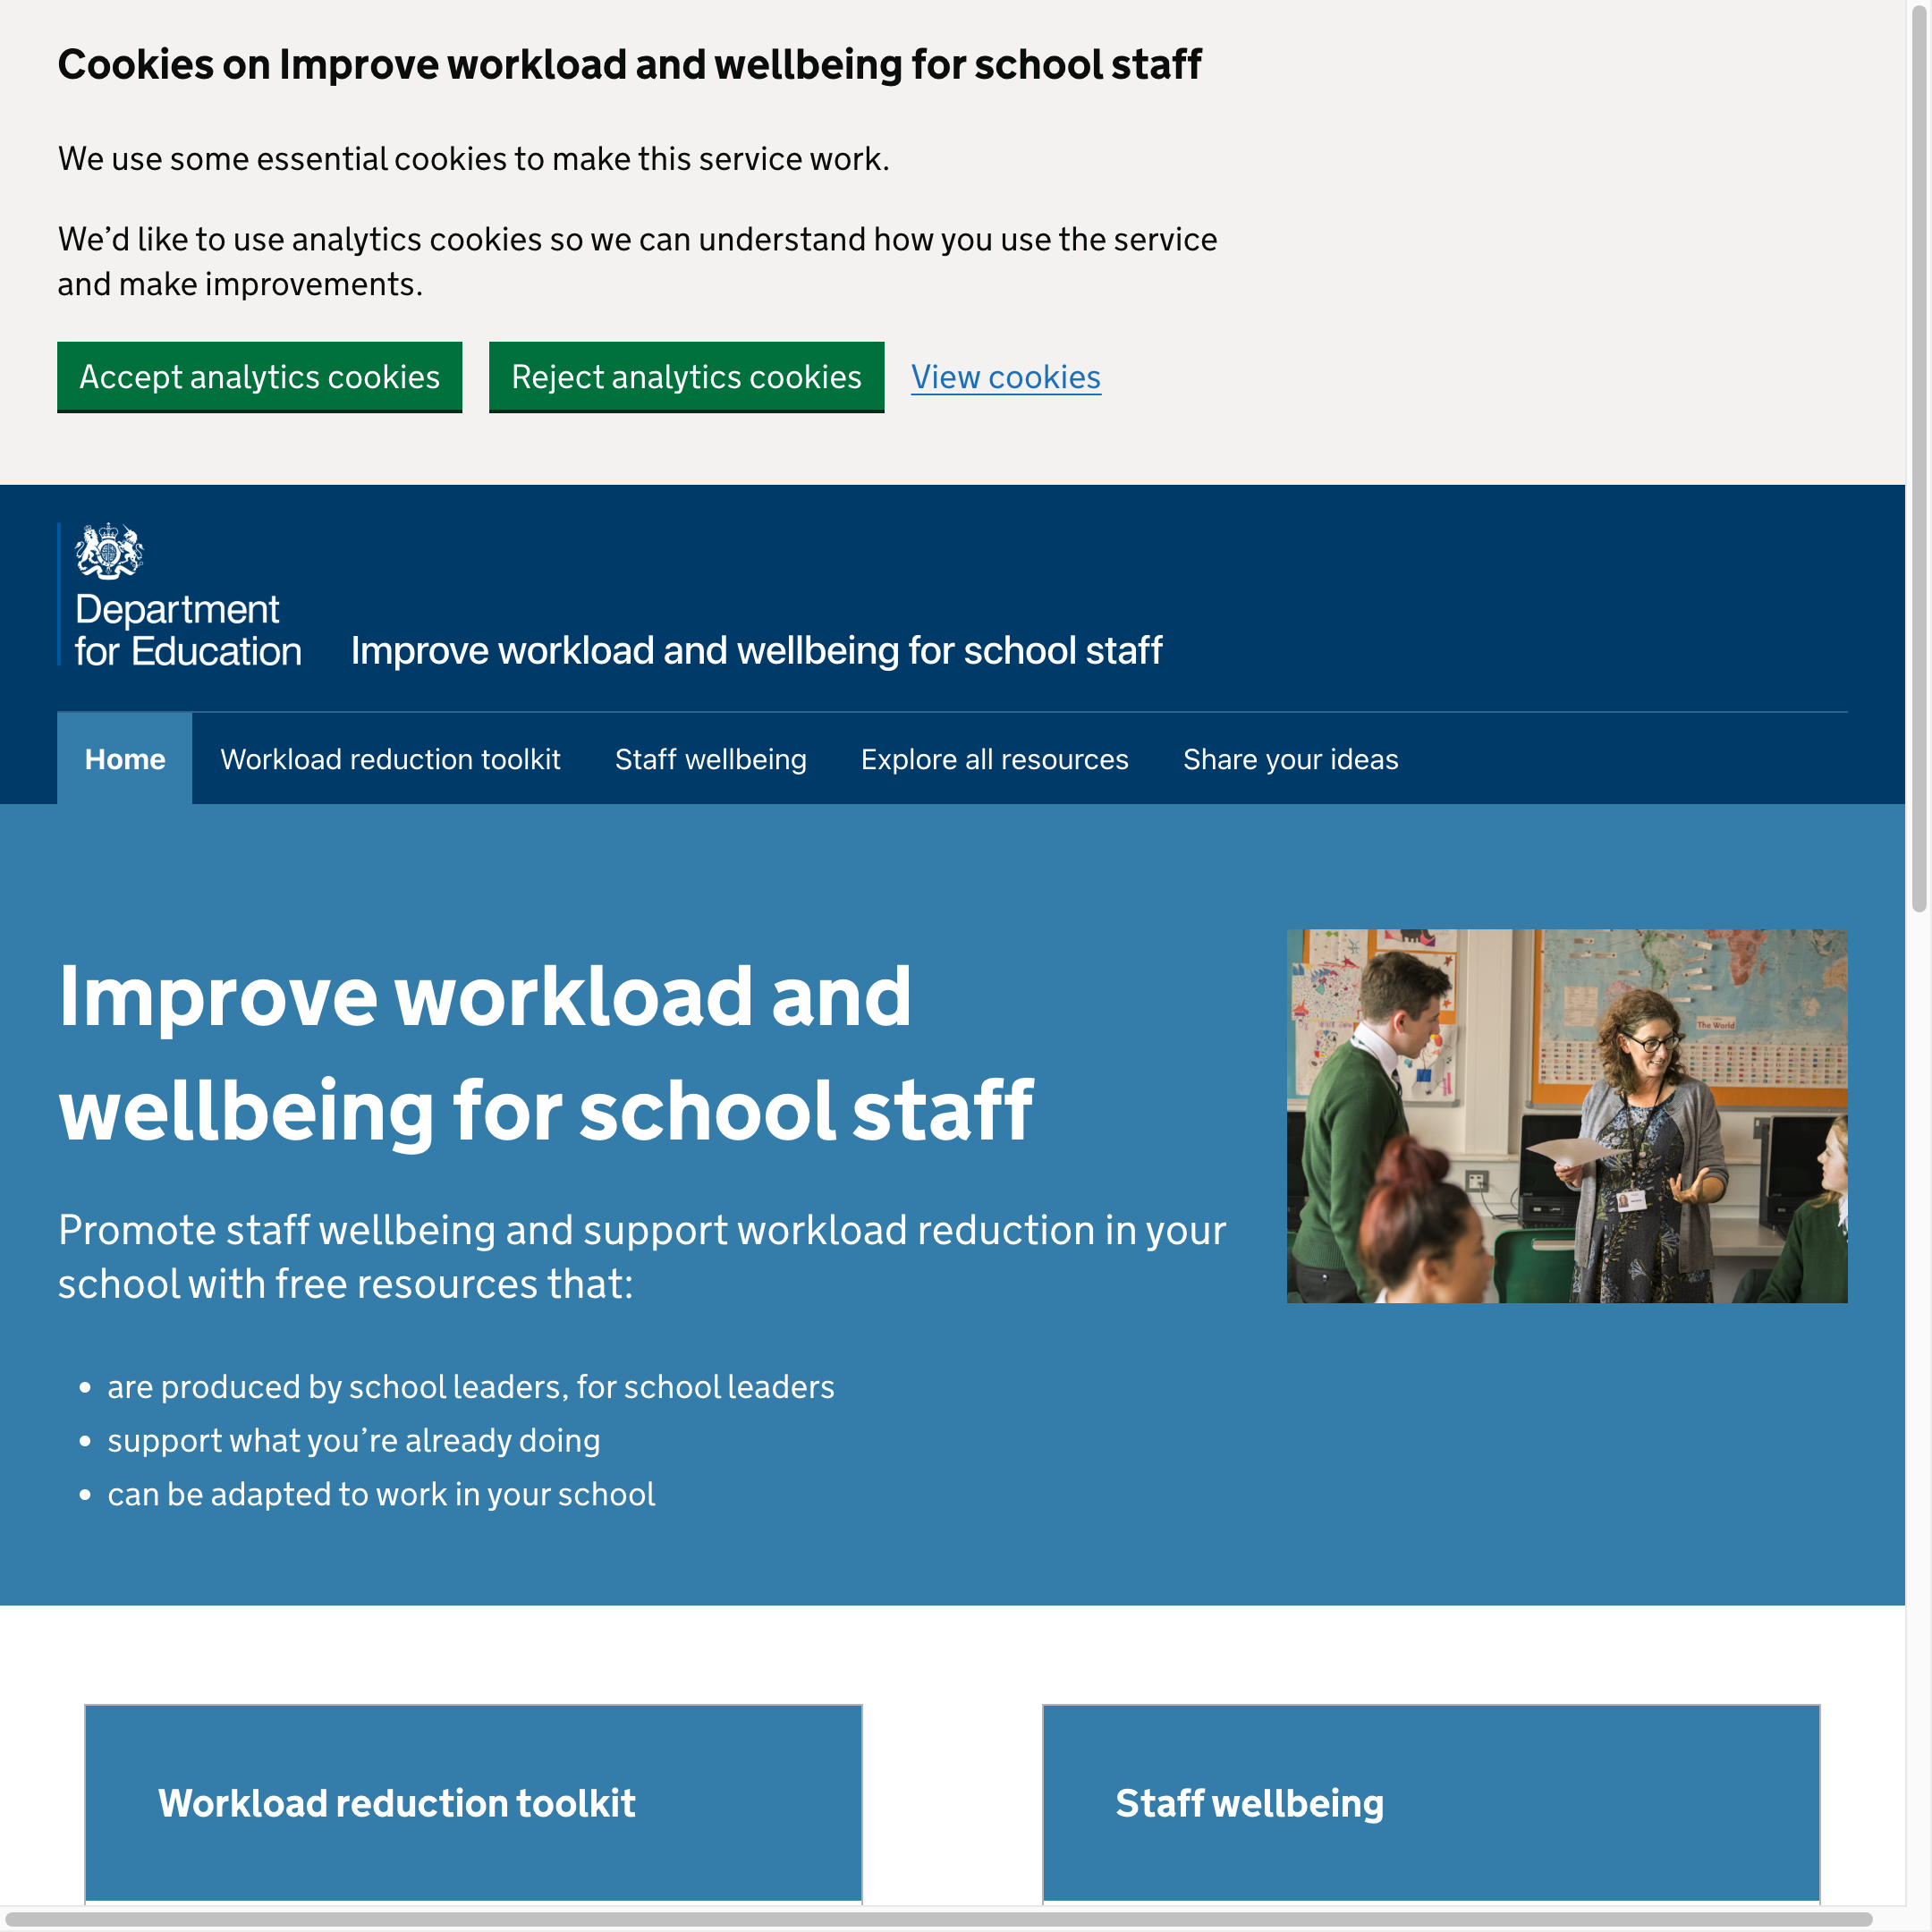 Cookies on Improve workload and wellbeing for school staff
We use some essential cookies to make this service work.
We’d like to use analytics cookies so we can understand how you use the service
and make improvements.
Accept analytics cookies
Reject analytics cookies
View cookies
Department
for Education
Improve workload and wellbeing for school staff
Home
Workload reduction toolkit
Staff wellbeing
Explore all resources
Share your ideas
Improve workload and
wellbeing for school staff
The World
Promote staff wellbeing and support workload reduction in your
school with free resources that:
are produced by school leaders, for school leaders
support what you’re already doing
can be adapted to work in your school
Workload reduction toolkit
Staff wellbeing